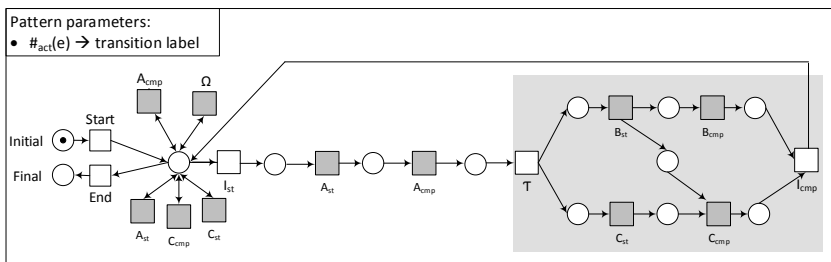 Pattern parameters:
• #act(e) → transition label
Acmp Ω
Start
Initial
Final
End
Ist
Ast
Ccmp
Cst
Ast
Acmp
τ
Bst
Bcmp
Cst
Ccmp
Icmp